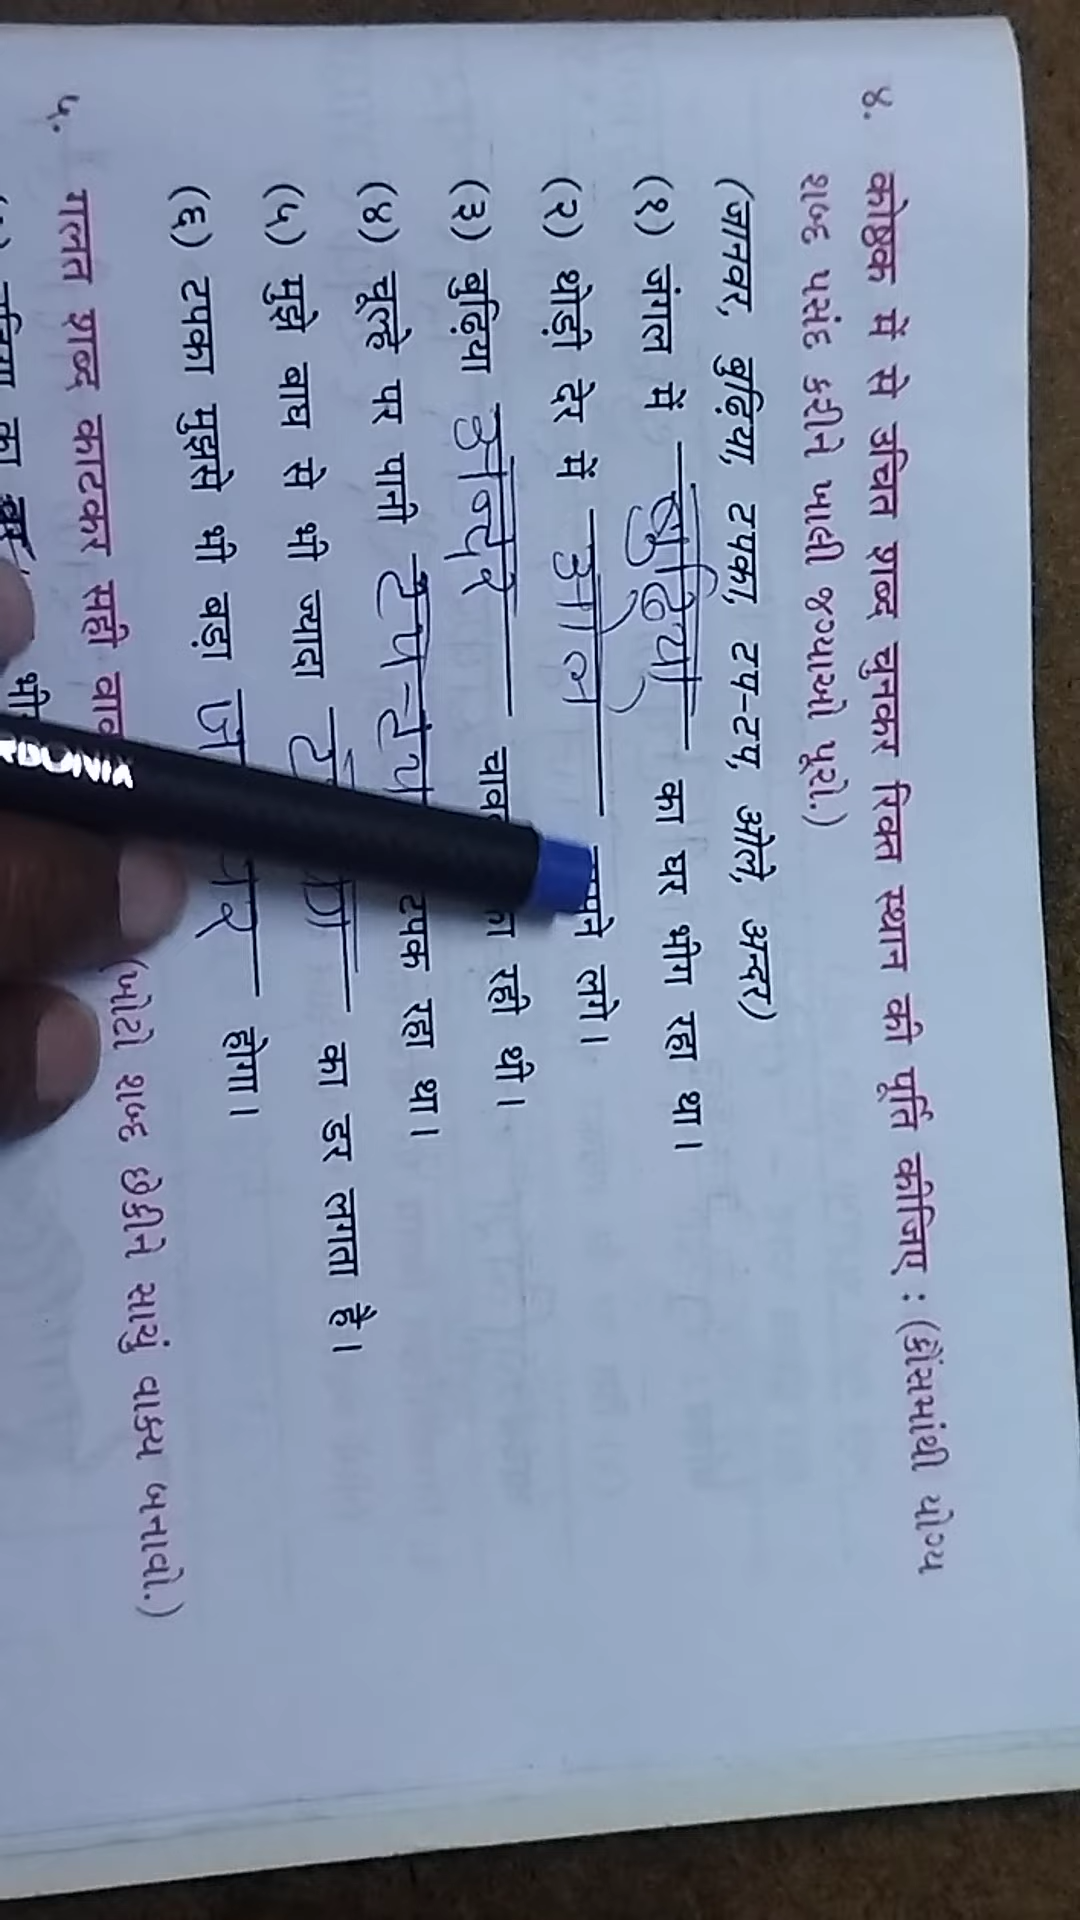 ४. कोष्ठक में से उचित शब्द चुनकर रिक्त स्थान की पूर्ति कीजिए : (કૌંસમાંથી યોગ્ય
શબ્દ પસંદ કરીને ખાલી જગ્યાઓ પૂરો.)
(जानवर, बुढ़िया, टपका, टप-टप, ओले, अन्दर)
(१) जंगल में बुढ़िया का घर भीग रहा था।
(२) थोड़ी देर में लगे।
(३) बुढ़िया अन्दर रही थी।
(४) चूल्हे पर पानी टप-टप टपक रहा था।
(५) मुझे बाघ से भी ज्यादा का डर लगता है।
(६) टपका मुझसे भी बड़ा होगा।
५. गलत शब्द काटकर सही (ખોટો શબ્દ છેકીને સાચું વાક્ય બનાવો.)
का